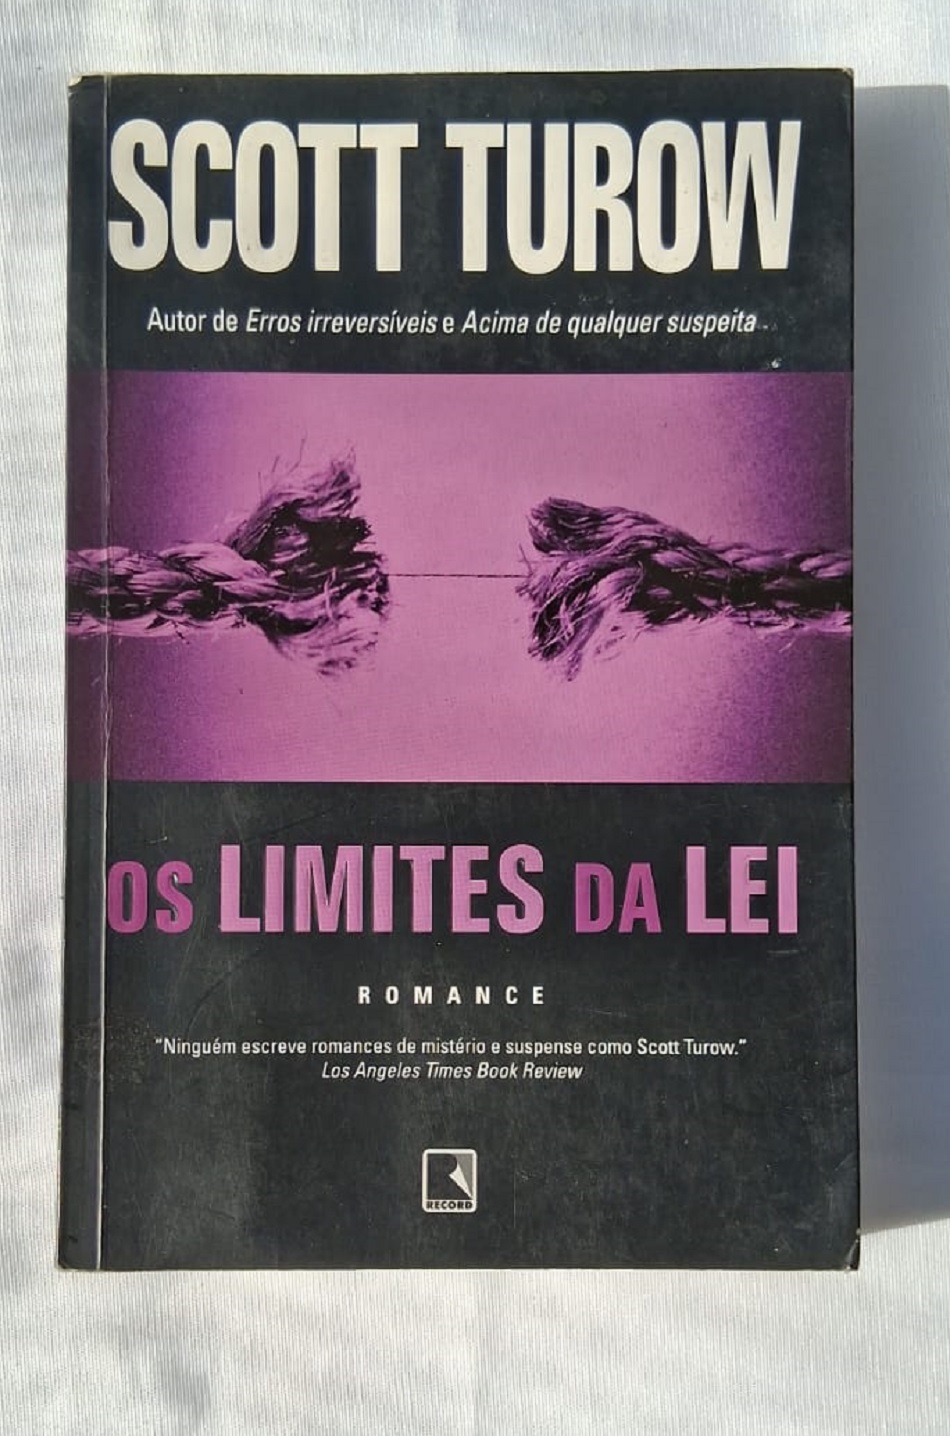 SCOTT TUROW
Autor de Erros irreversíveis e Acima de qualquer suspeita
OS LIMITES DA LEI
ROMANCE
"Ninguém escreve romances de mistério e suspense como Scott Turow."
Los Angeles Times Book Review
RECORD